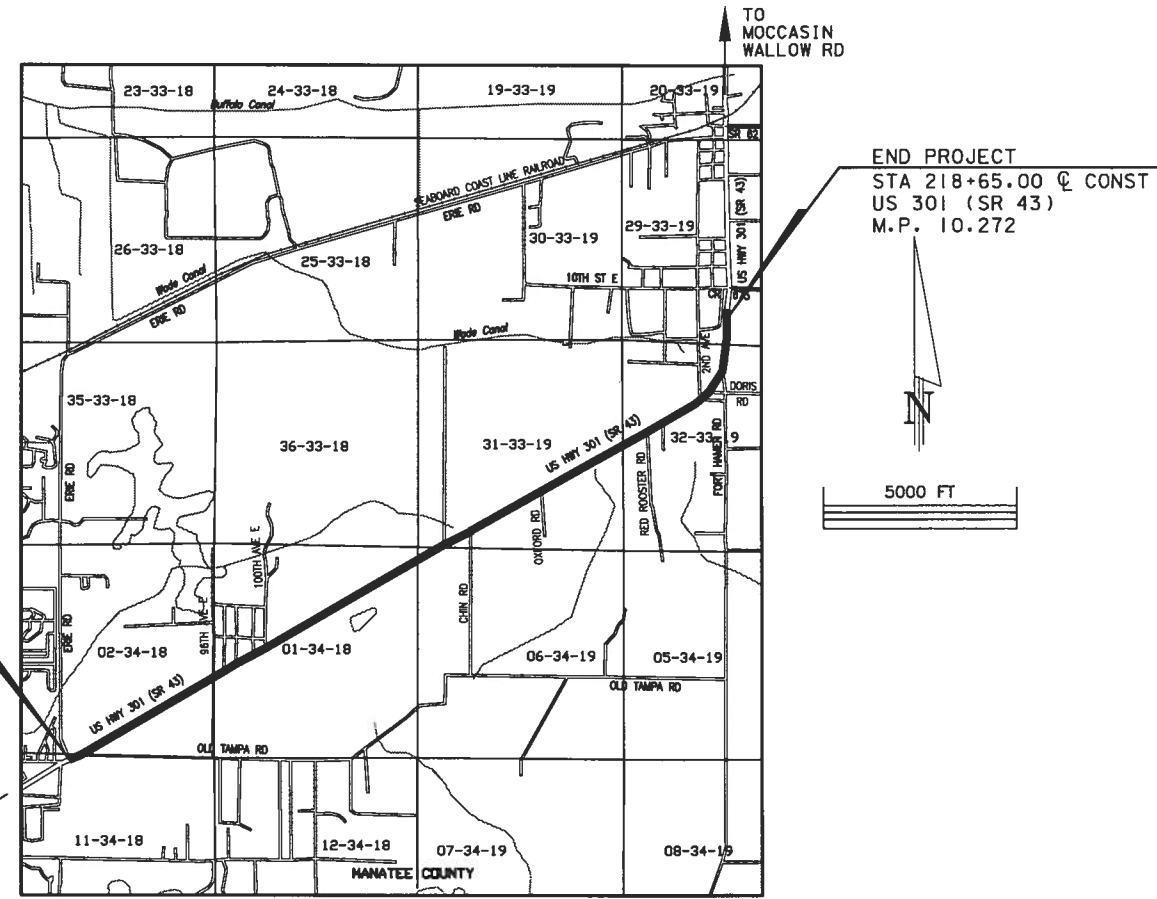 TO
MOCCASIN
WALLOW RD
23-33-18
24-33-18
19-33-19
20-33-19
Buffalo Canal
SR 62
END PROJECT
STA 218+65.00 ℄ CONST
US 301 (SR 43)
M.P. 10.272
SEABOARD COAST LINE RAILROAD
ERIE RD
US HWY 301 (SR 43)
26-33-18
25-33-18
30-33-19
29-33-19
Wade Canal
ERIE RD
10TH ST E
Wade Canal
2ND AVE
DORIS
RD
N
35-33-18
36-33-18
31-33-19
32-33-19
US HWY 301 (SR 43)
ERIE RD
FORT HAMER RD
RED ROOSTER RD
OXFORD RD
5000 FT
100TH AVE E
96TH AVE E
CHIN RD
ERIE RD
02-34-18
01-34-18
06-34-19
05-34-19
US HWY 301 (SR 43)
OLD TAMPA RD
OLD TAMPA RD
11-34-18
12-34-18
07-34-19
08-34-19
MANATEE COUNTY